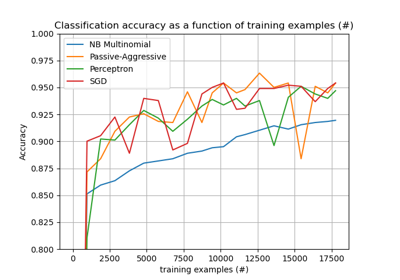 Classification accuracy as a function of training examples (#)
1.000
0.975
0.950
0.925
0.900
0.875
0.850
0.825
0.800
Accuracy
NB Multinomial
Passive-Aggressive
Perceptron
SGD
0 2500 5000 7500 10000 12500 15000 17500
training examples (#)